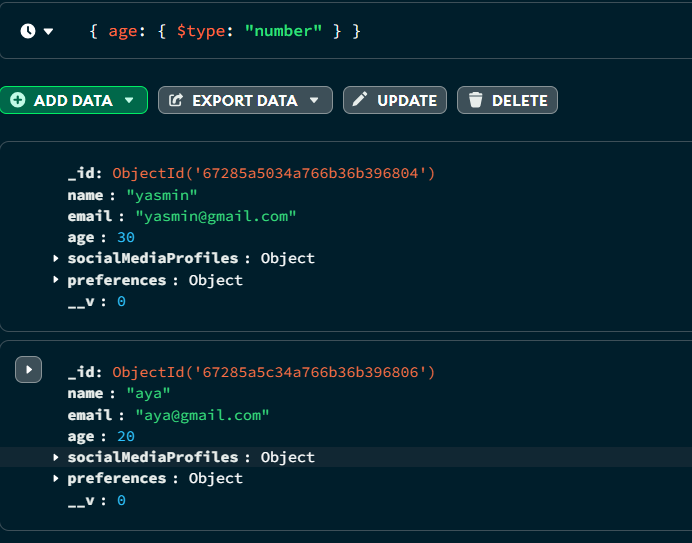 { age: { $type: "number" } }
ADD DATA EXPORT DATA UPDATE DELETE
_id: ObjectId('67285a5034a766b36b396804')
name : "yasmin"
email : "yasmin@gmail.com"
age : 30
socialMediaProfiles : Object
preferences : Object
__v : 0
_id: ObjectId('67285a5c34a766b36b396806')
name : "aya"
email : "aya@gmail.com"
age : 20
socialMediaProfiles : Object
preferences : Object
__v : 0